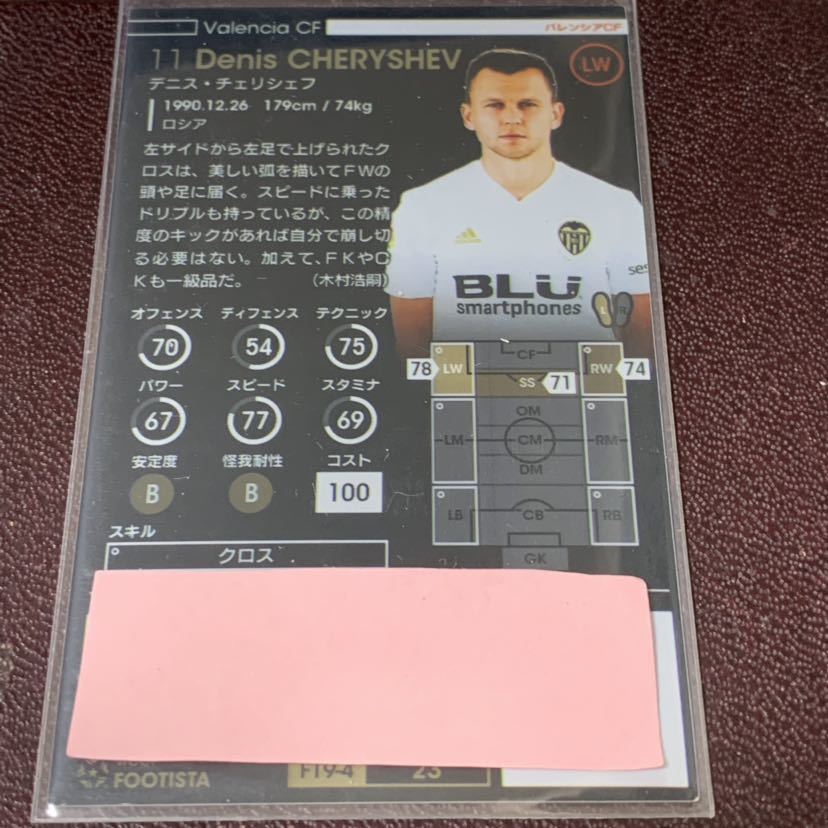 Valencia CF
バレンシアCF
11 Denis CHERYSHEV
LW
デニス・チェリシェフ
1990.12.26 179cm / 74kg
ロシア
左サイドから左足で上げられたク
ロスは、美しい弧を描いてFWの
頭や足に届く。スピードに乗った
ドリブルも持っているが、この精
度のキックがあれば自分で崩し切
る必要はない。加えて、FKやC
Kも一級品だ。 (木村浩嗣)
BLU
smartphones
ses
L R
オフェンス ディフェンス テクニック
70 54 75
パワー スピード スタミナ
67 77 69
安定度 怪我耐性 コスト
B B 100
CF
78 LW RW 74
SS 71
OM
LM CM RM
DM
LB CB RB
GK
スキル
クロス
FOOTISTA
F19-4 23